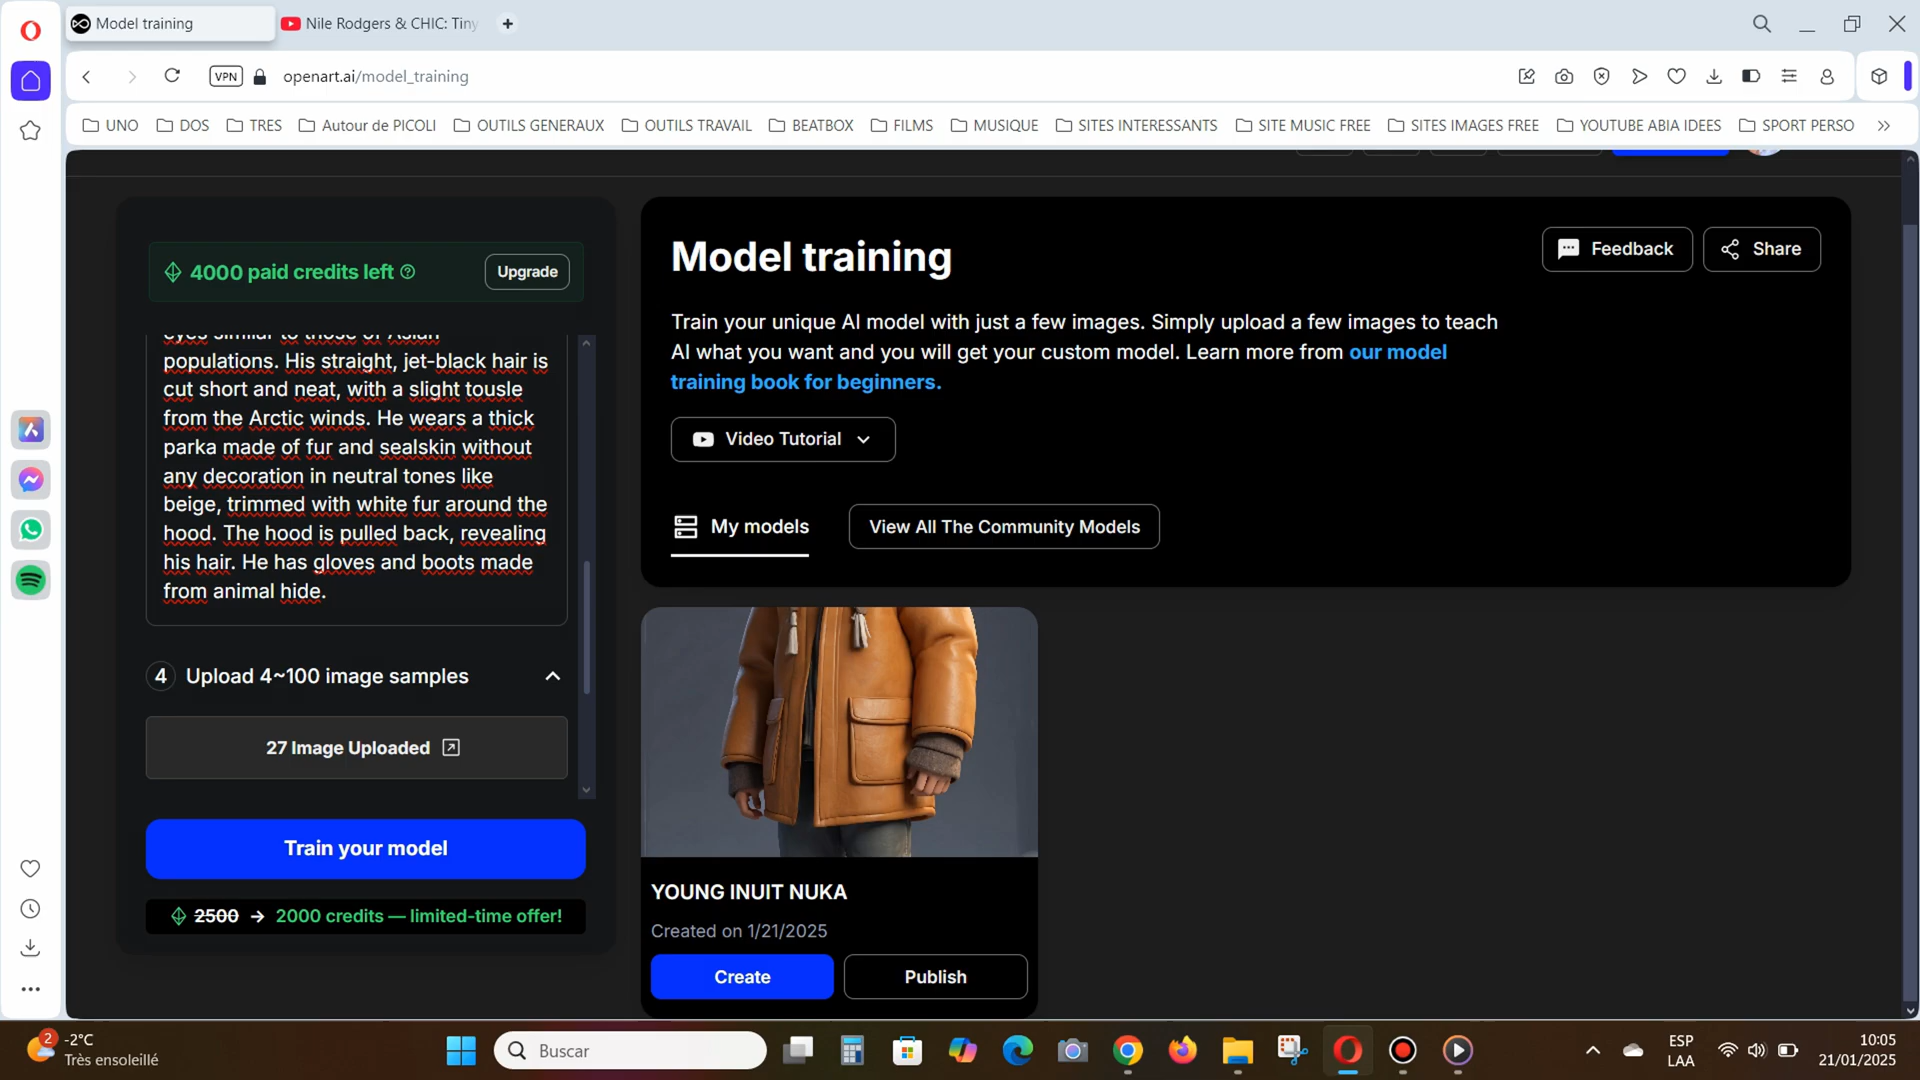 Model training
Nile Rodgers & CHIC: Tiny
VPN
openart.ai/model_training
UNO
DOS
TRES
Autour de PICOLI
OUTILS GENERAUX
OUTILS TRAVAIL
BEATBOX
FILMS
MUSIQUE
SITES INTERESSANTS
SITE MUSIC FREE
SITES IMAGES FREE
YOUTUBE ABIA IDEES
SPORT PERSO
4000 paid credits left
Upgrade
eyes similar to those of Asian
populations. His straight, jet-black hair is
cut short and neat, with a slight tousle
from the Arctic winds. He wears a thick
parka made of fur and sealskin without
any decoration in neutral tones like
beige, trimmed with white fur around the
hood. The hood is pulled back, revealing
his hair. He has gloves and boots made
from animal hide.
4 Upload 4~100 image samples
27 Image Uploaded
Train your model
2500 → 2000 credits — limited-time offer!
Model training
Feedback
Share
Train your unique AI model with just a few images. Simply upload a few images to teach
AI what you want and you will get your custom model. Learn more from our model
training book for beginners.
Video Tutorial
My models
View All The Community Models
YOUNG INUIT NUKA
Created on 1/21/2025
Create
Publish
2
-2°C
Très ensoleillé
Buscar
ESP
LAA
10:05
21/01/2025